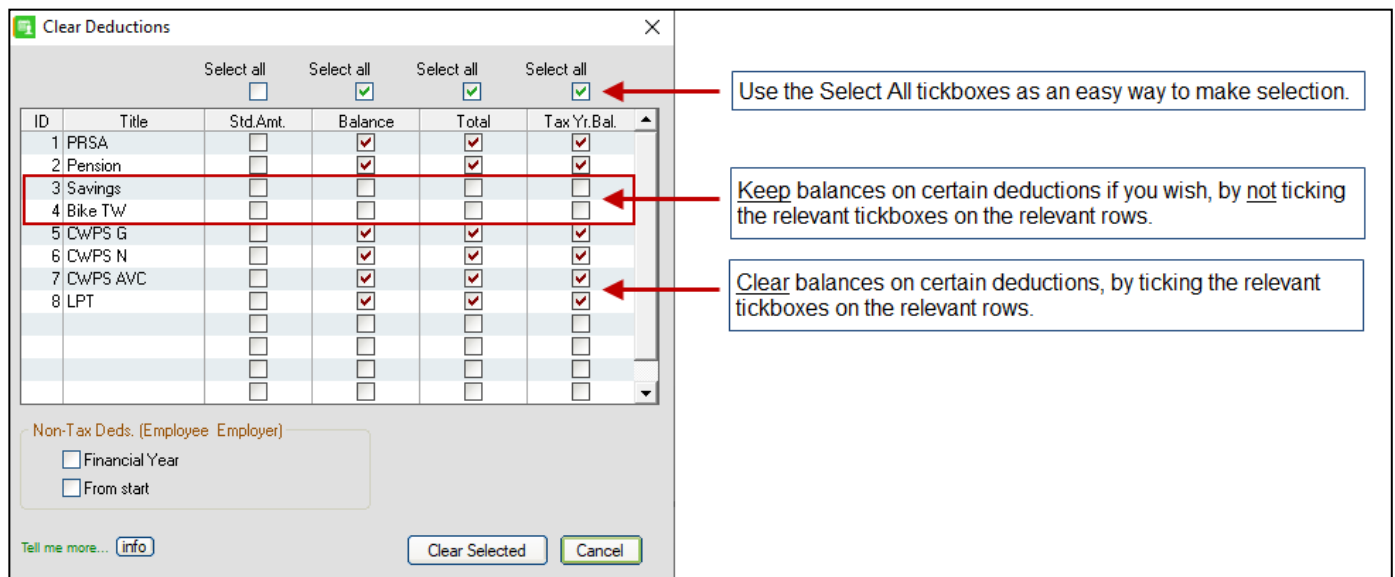 Clear Deductions
Select all Select all Select all Select all
Use the Select All tickboxes as an easy way to make selection.
ID Title Std.Amt. Balance Total Tax Yr.Bal.
1 PRSA
2 Pension
3 Savings
4 Bike TW
Keep balances on certain deductions if you wish, by not ticking
the relevant tickboxes on the relevant rows.
5 CWPS G
6 CWPS N
7 CWPS AVC
8 LPT
Clear balances on certain deductions, by ticking the relevant
tickboxes on the relevant rows.
Non-Tax Deds. (Employee Employer)
Financial Year
From start
Tell me more... info
Clear Selected Cancel